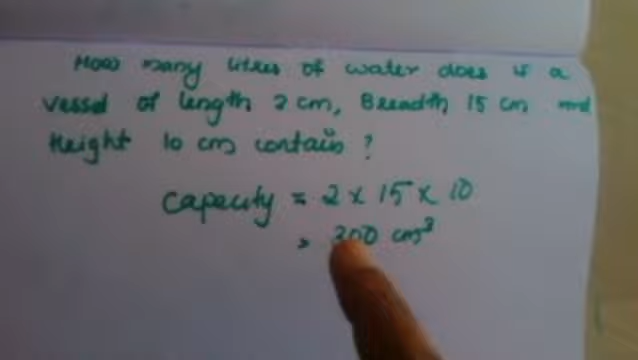 How many litres of water does if a
vessel of length 2 cm, Breadth 15 cm and
Height 10 cm contain ?
Capacity = 2 x 15 x 10
= 300 cm³